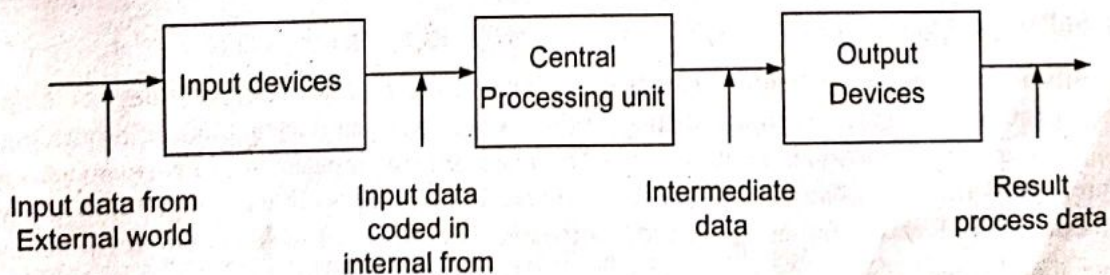 Input devices
Central
Processing unit
Output
Devices
Input data from
External world
Input data
coded in
internal from
Intermediate
data
Result
process data